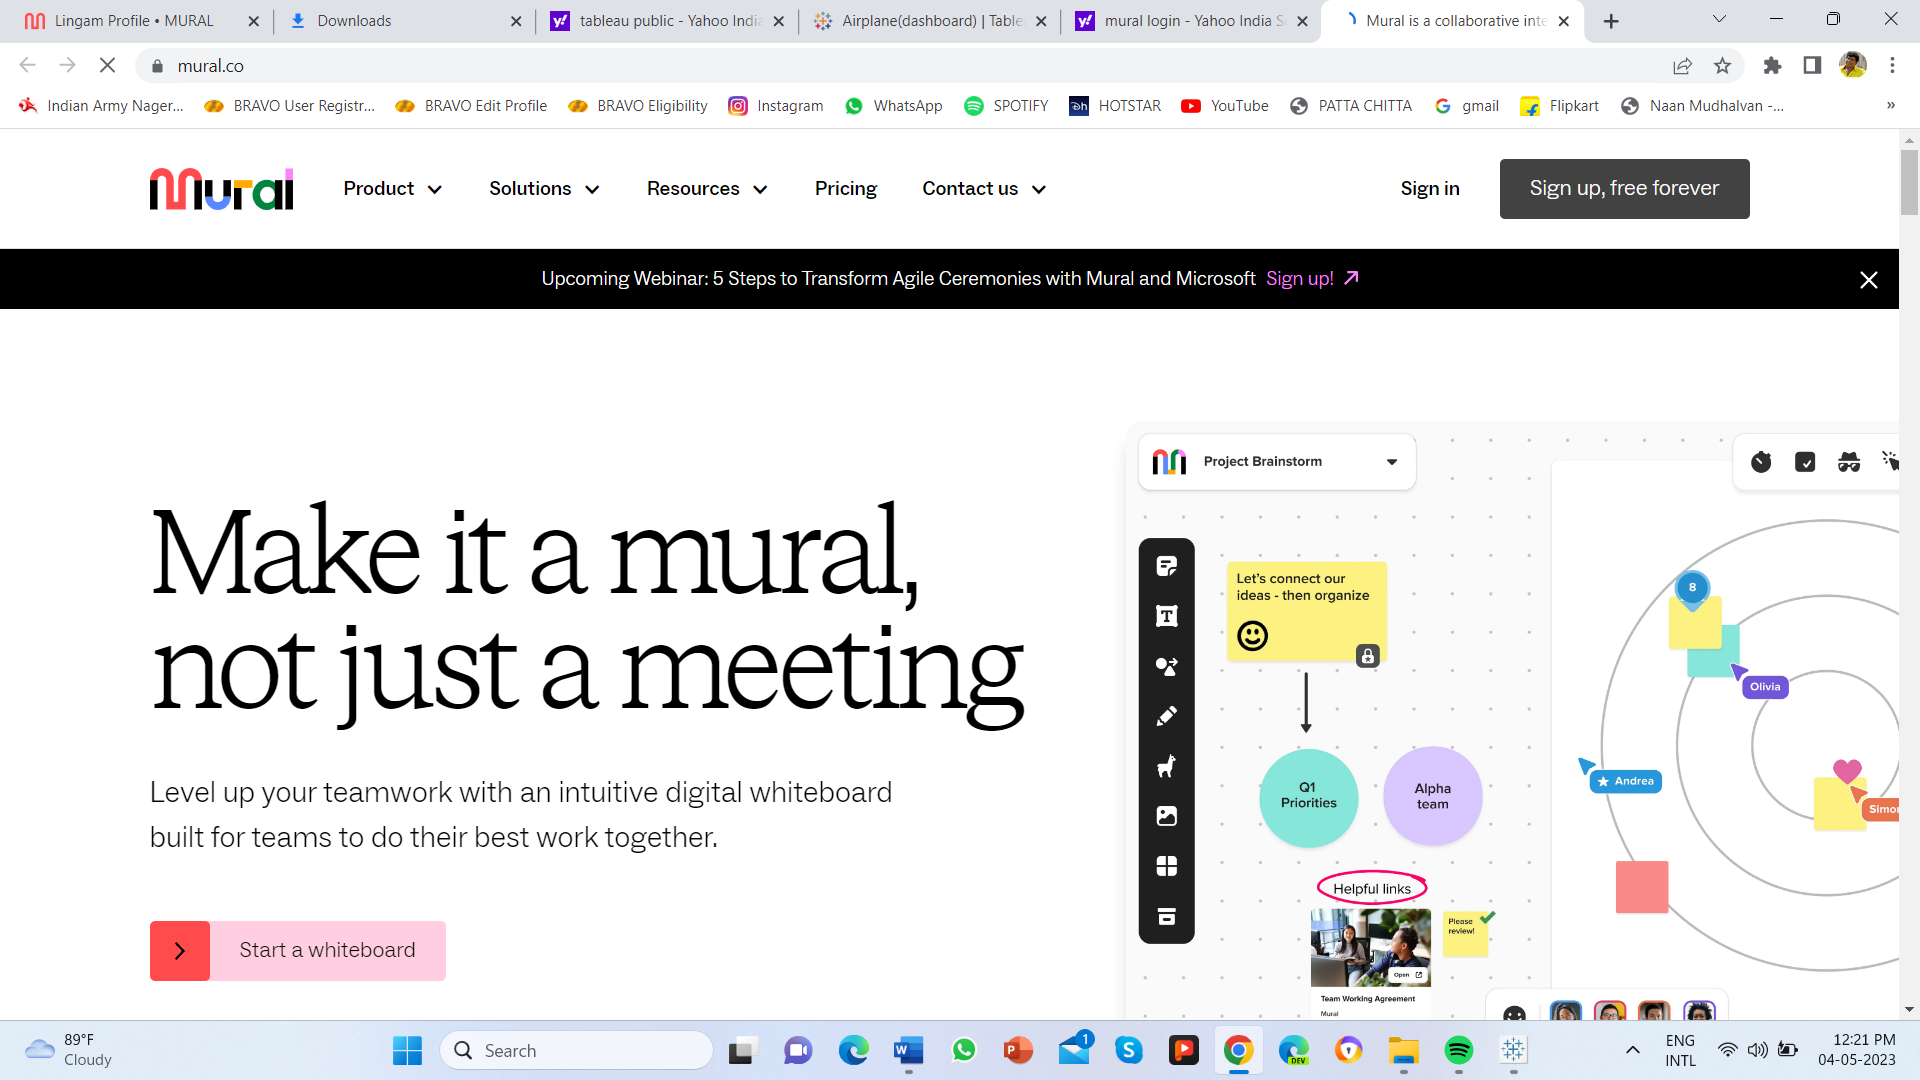 Lingam Profile • MURAL
Downloads
tableau public - Yahoo India
Airplane(dashboard) | Table
mural login - Yahoo India S
Mural is a collaborative inte
mural.co
Indian Army Nager...
BRAVO User Registr...
BRAVO Edit Profile
BRAVO Eligibility
Instagram
WhatsApp
SPOTIFY
HOTSTAR
YouTube
PATTA CHITTA
gmail
Flipkart
Naan Mudhalvan -...
»
mural
Product
Solutions
Resources
Pricing
Contact us
Sign in
Sign up, free forever
Upcoming Webinar: 5 Steps to Transform Agile Ceremonies with Mural and Microsoft Sign up!
Make it a mural,
not just a meeting
Level up your teamwork with an intuitive digital whiteboard
built for teams to do their best work together.
Start a whiteboard
Project Brainstorm
Let's connect our
ideas - then organize
Q1
Priorities
Alpha
team
Helpful links
Please
review!
Open
Team Working Agreement
Mural
8
Olivia
Andrea
Simo
89°F
Cloudy
Search
1
DEV
ENG
INTL
12:21 PM
04-05-2023